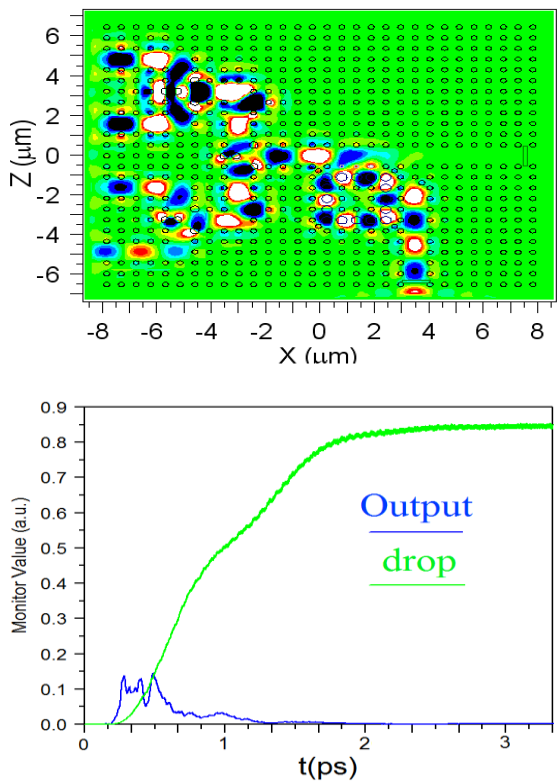 6
4
2
0
-2
-4
-6
Z (μm)
-8 -6 -4 -2 0 2 4 6 8
X (μm)
0.9
0.8
0.7
0.6
0.5
0.4
0.3
0.2
0.1
0.0
Monitor Value (a.u.)
Output
drop
0 1 2 3
t(ps)